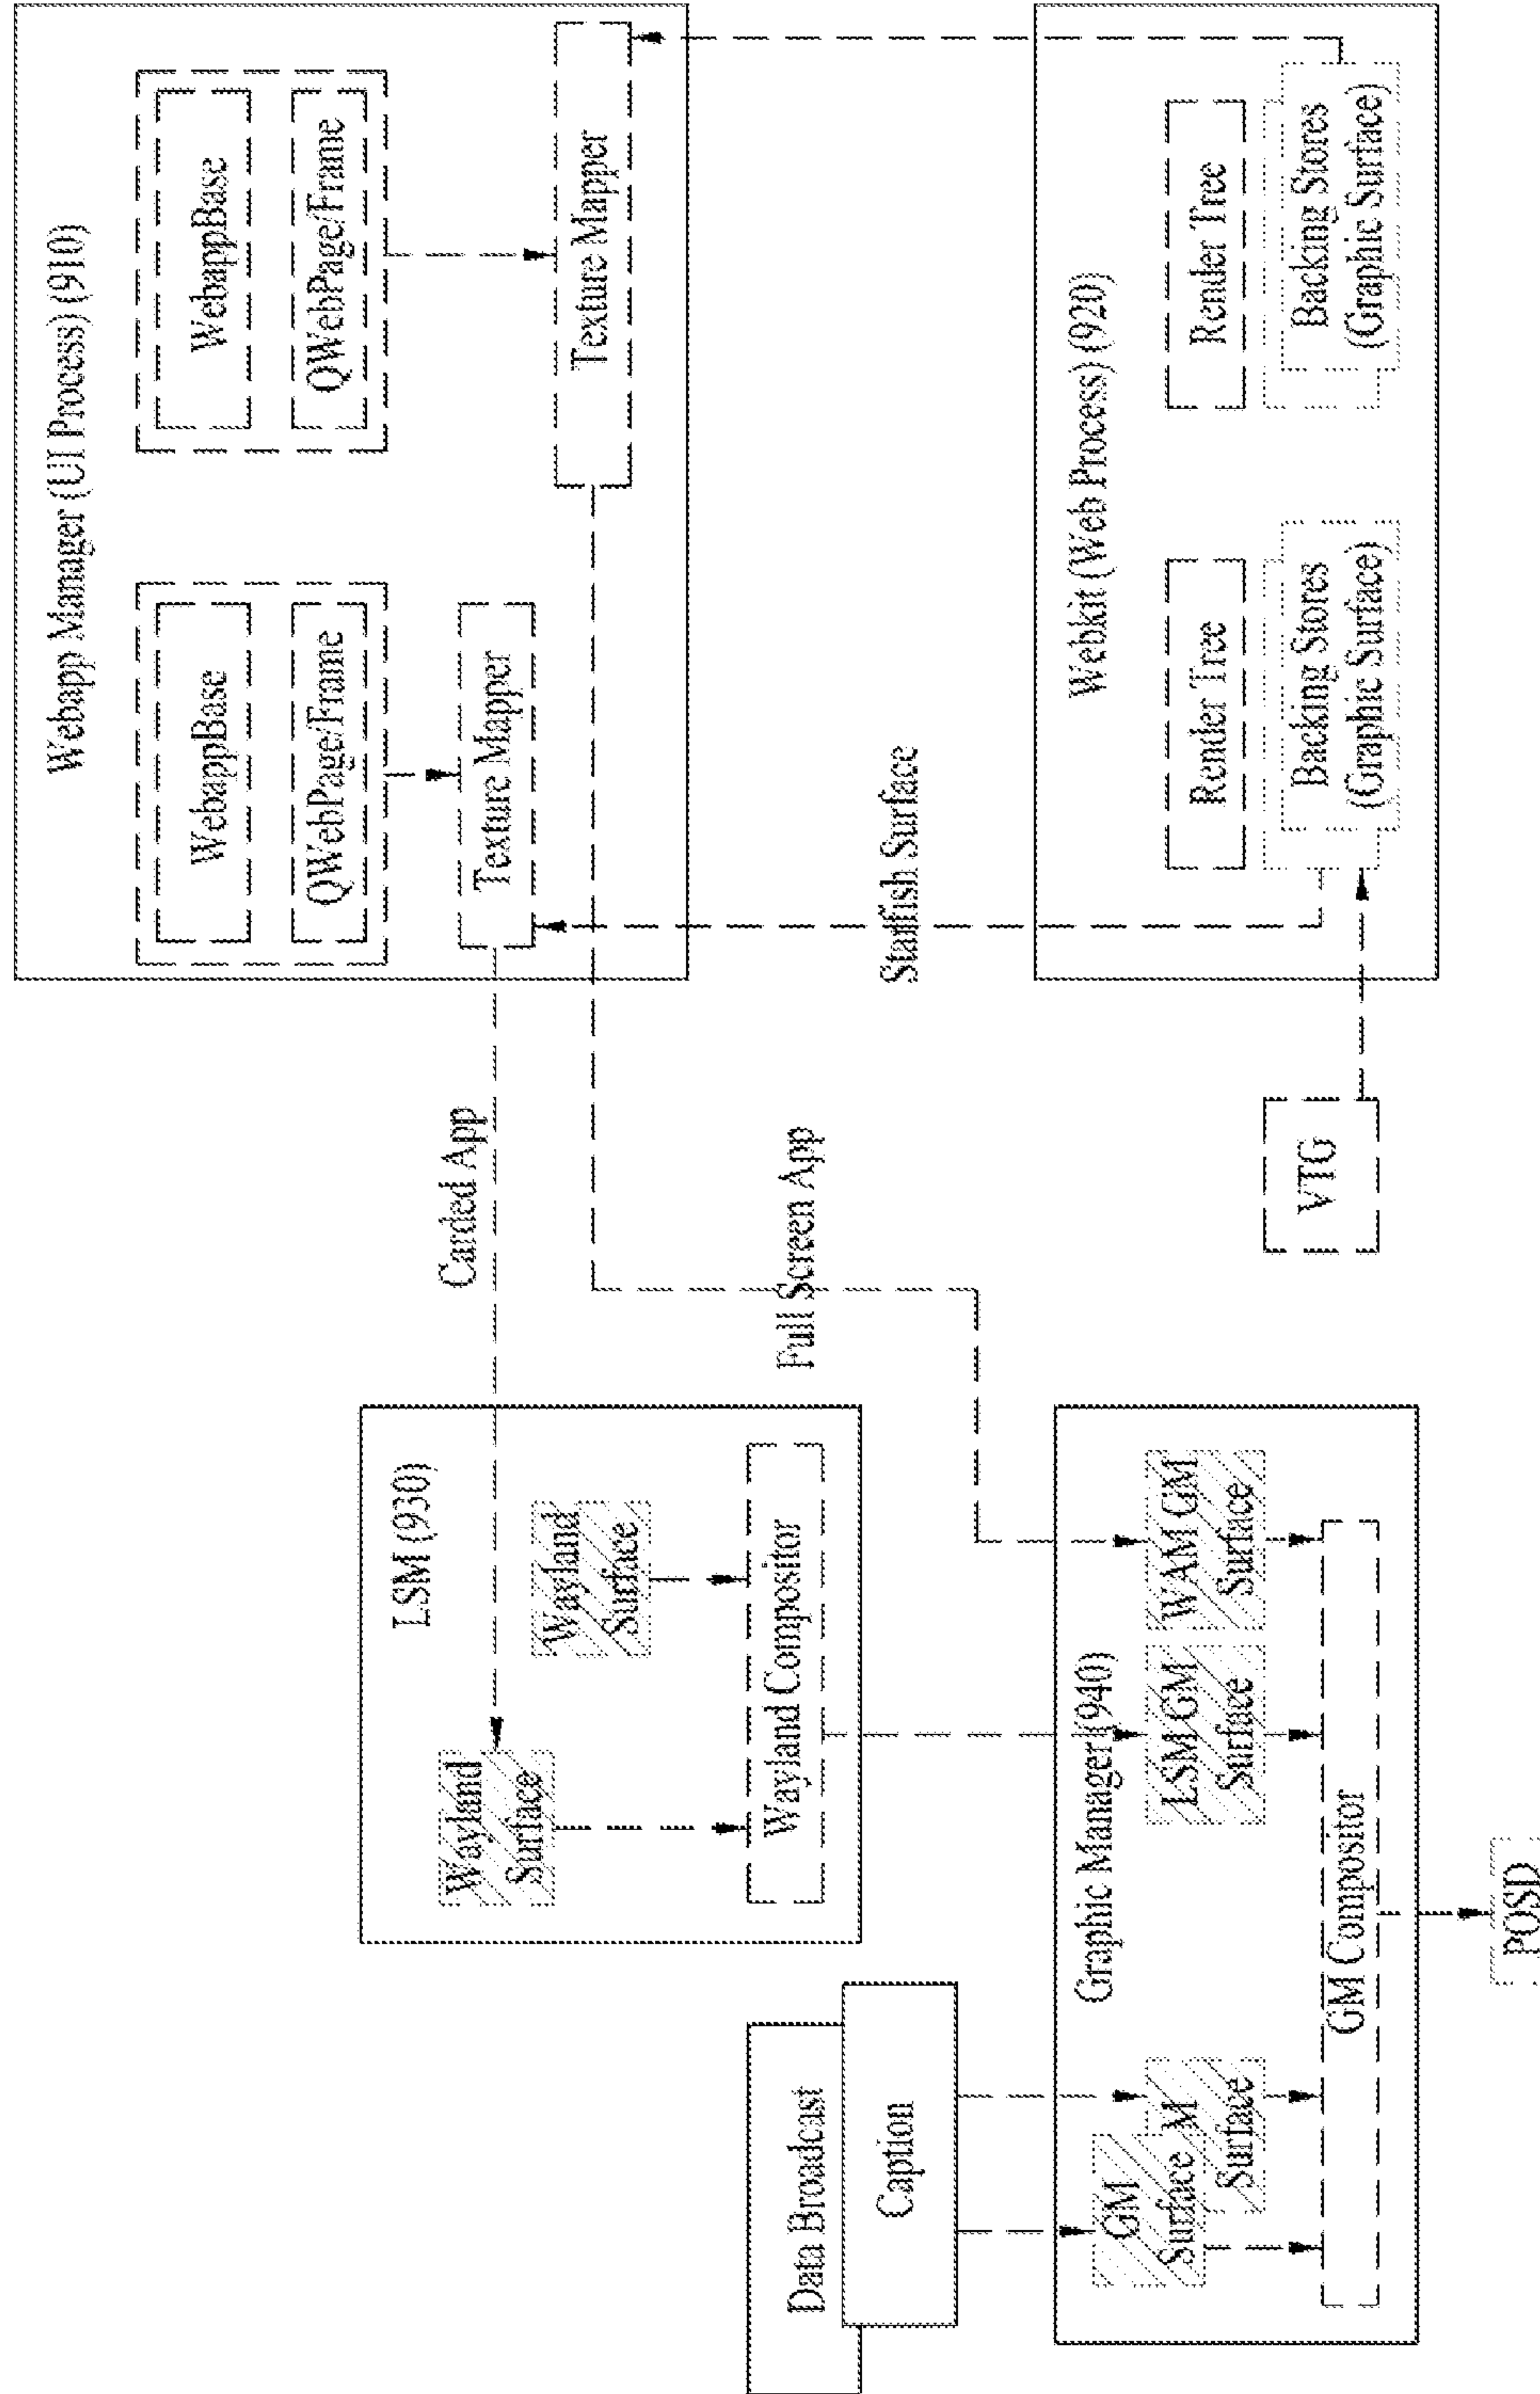 Webapp Manager (UI Process) (910)
WebappBase
QWebPage/Frame
Texture Mapper
WebappBase
QWebPage/Frame
Texture Mapper
Carded App
Full Screen App
Starfish Surface
LSM (930)
Wayland
Surface
Wayland
Surface
Wayland Compositor
Data Broadcast
Caption
Graphic Manager (940)
GM
Surface
M
Surface
LSM GM
Surface
WAM GM
Surface
GM Compositor
POSD
VTG
Webkit (Web Process) (920)
Render Tree
Backing Stores
(Graphic Surface)
Render Tree
Backing Stores
(Graphic Surface)